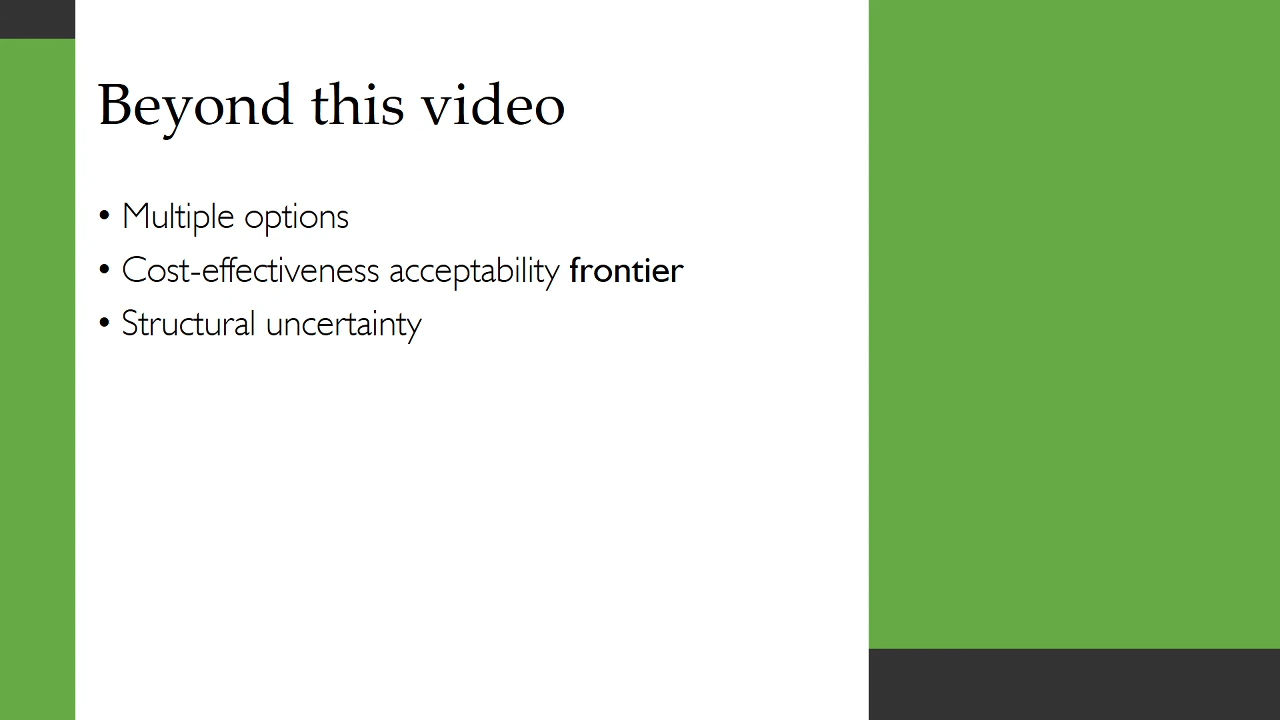 Beyond this video
• Multiple options
• Cost-effectiveness acceptability frontier
• Structural uncertainty